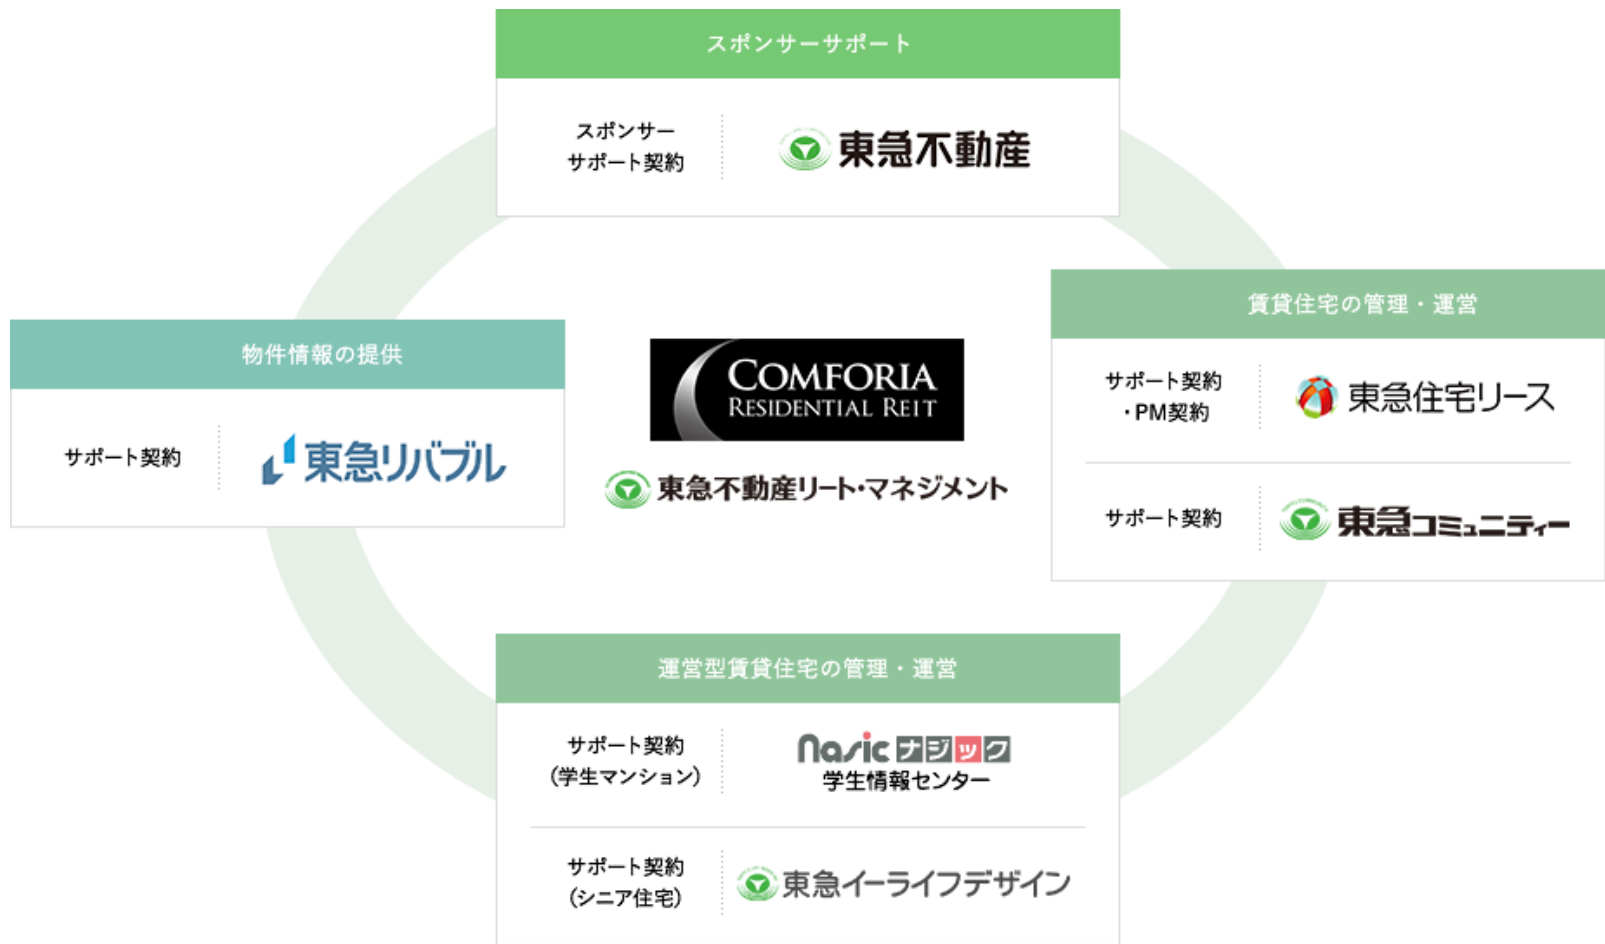 スポンサーサポート
スポンサー
サポート契約
東急不動産
物件情報の提供
サポート契約
東急リバブル
COMFORIA
RESIDENTIAL REIT
東急不動産リート・マネジメント
賃貸住宅の管理・運営
サポート契約
・PM契約
東急住宅リース
サポート契約
東急コミュニティー
運営型賃貸住宅の管理・運営
サポート契約
(学生マンション)
nasic ナジック
学生情報センター
サポート契約
(シニア住宅)
東急イーライフデザイン